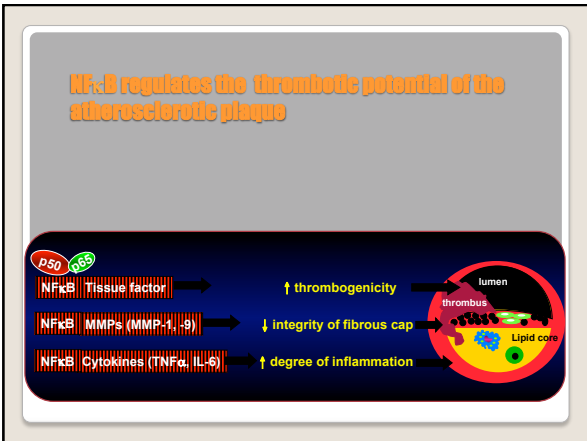 NFκB regulates the thrombotic potential of the
atherosclerotic plaque
p50 p65
NFκB Tissue factor ↑ thrombogenicity
lumen
thrombus
NFκB MMPs (MMP-1, -9) ↓ integrity of fibrous cap
Lipid core
NFκB Cytokines (TNFα, IL-6) ↑ degree of inflammation